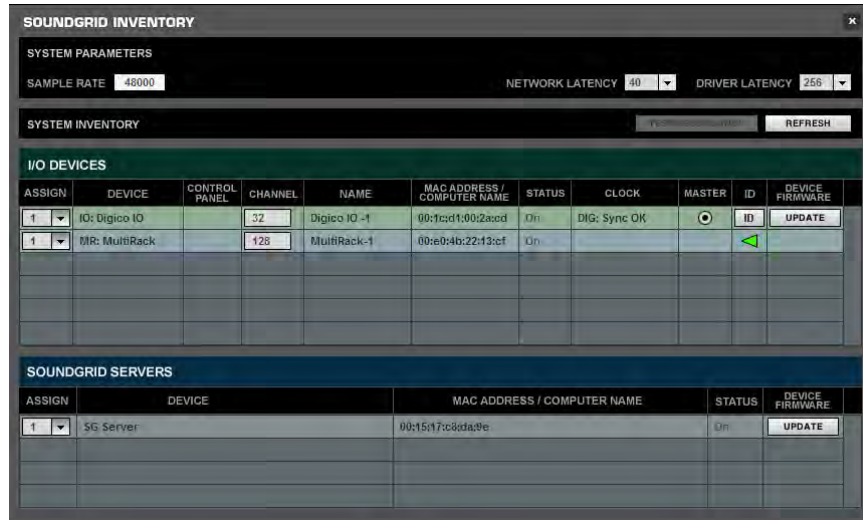 SOUNDGRID INVENTORY x
SYSTEM PARAMETERS
SAMPLE RATE 48000 NETWORK LATENCY 40 DRIVER LATENCY 256
SYSTEM INVENTORY REFRESH
I/O DEVICES
ASSIGN DEVICE CONTROL PANEL CHANNEL NAME MAC ADDRESS / COMPUTER NAME STATUS CLOCK MASTER ID DEVICE FIRMWARE
1 IO: Digico IO 32 Digico IO -1 00:1c:d1:00:2a:cd On DIG: Sync OK ID UPDATE
1 MR: MultiRack 128 MultiRack-1 00:e0:4b:22:13:cf On
SOUNDGRID SERVERS
ASSIGN DEVICE MAC ADDRESS / COMPUTER NAME STATUS DEVICE FIRMWARE
1 SG Server 00:15:17:c8:da:9e On UPDATE